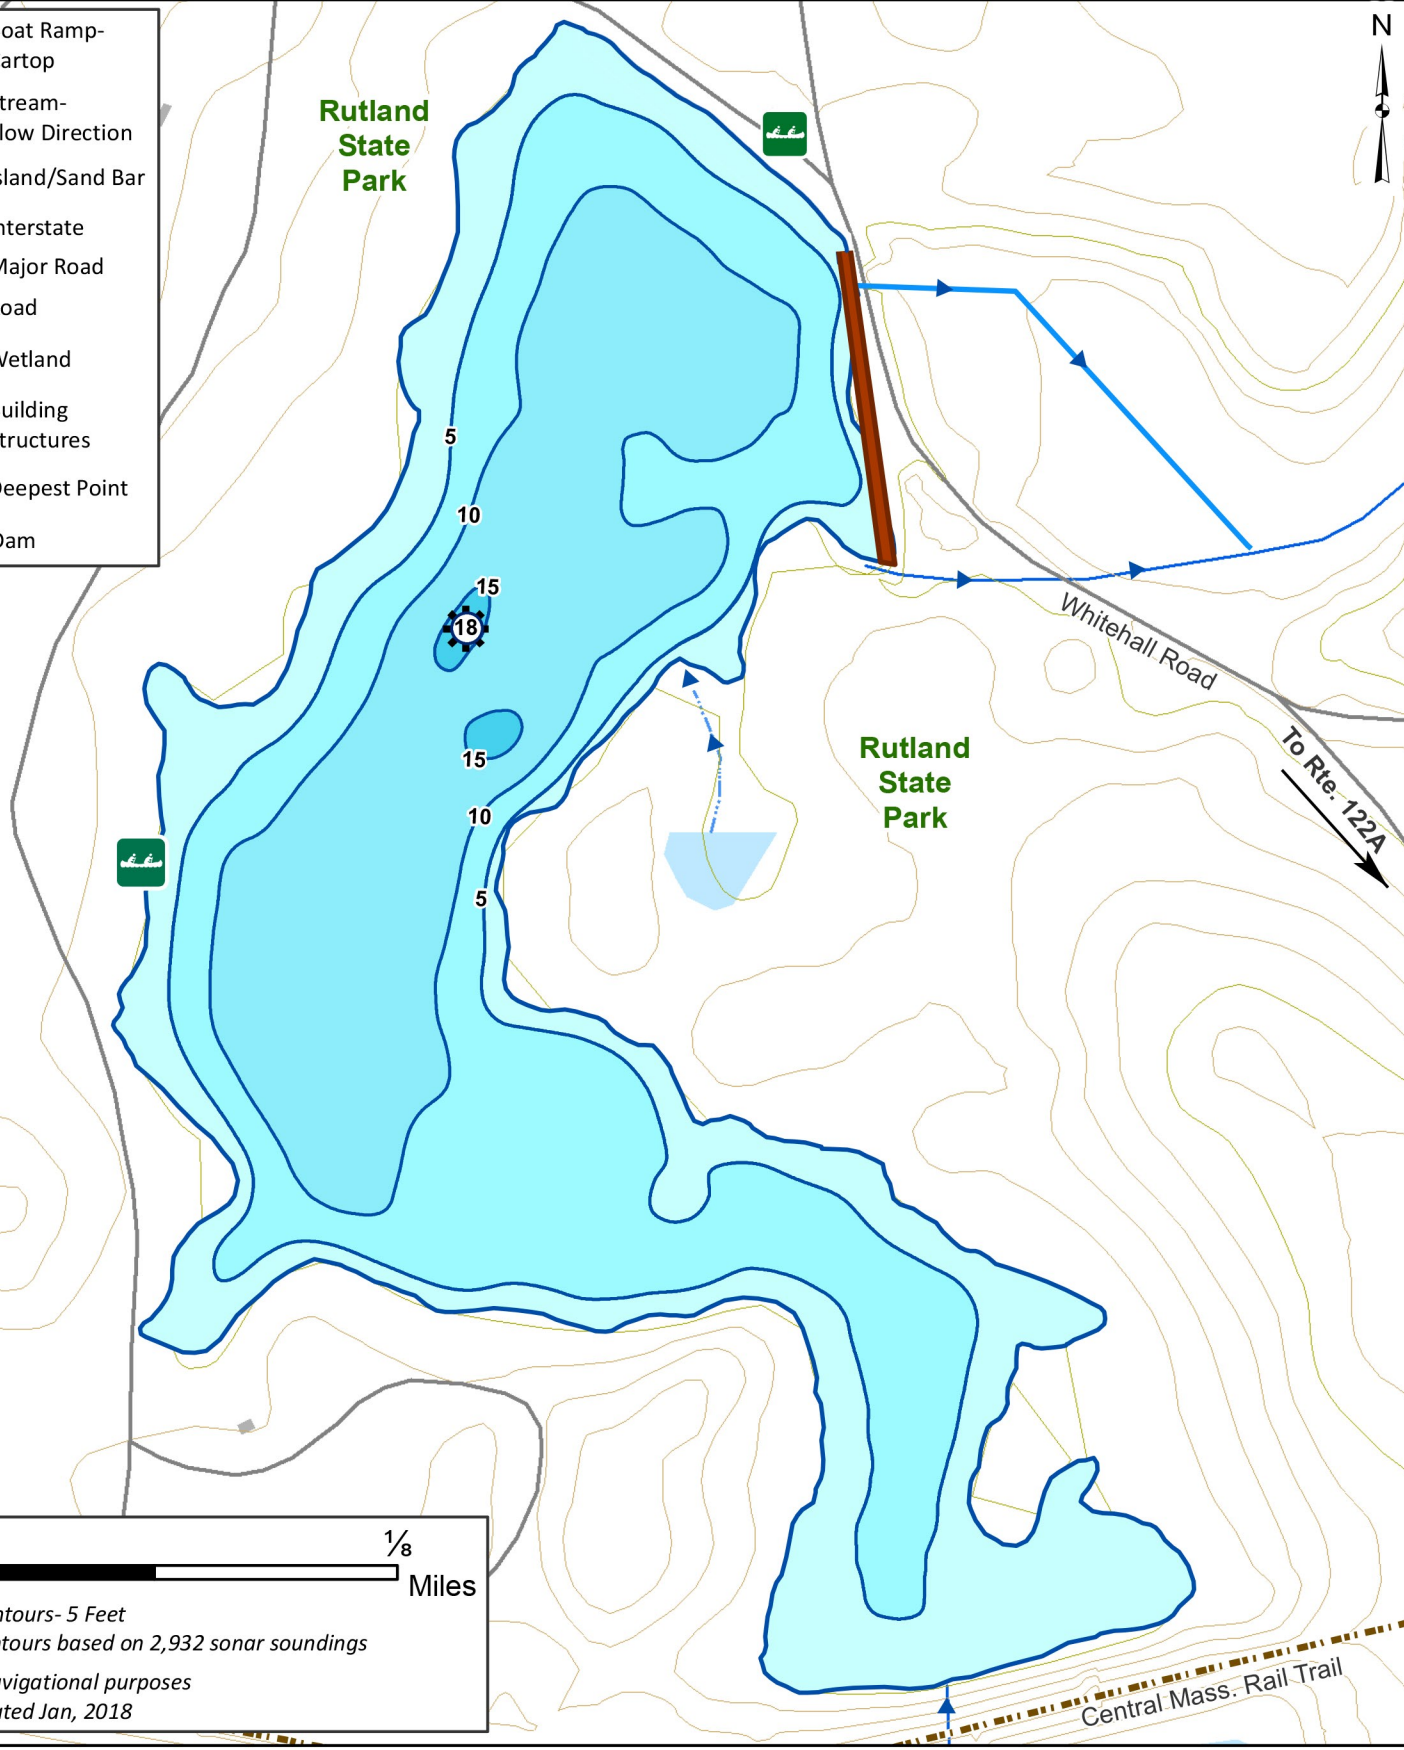 oat Ramp-
artop
tream-
low Direction
sland/Sand Bar
nterstate
Major Road
oad
Wetland
uilding
tructures
Deepest Point
Dam
Rutland
State
Park
N
5
10
15
18
15
10
5
Whitehall Road
To Rte. 122A
Rutland
State
Park
⅛
Miles
ntours- 5 Feet
ntours based on 2,932 sonar soundings
avigational purposes
ated Jan, 2018
Central Mass. Rail Trail